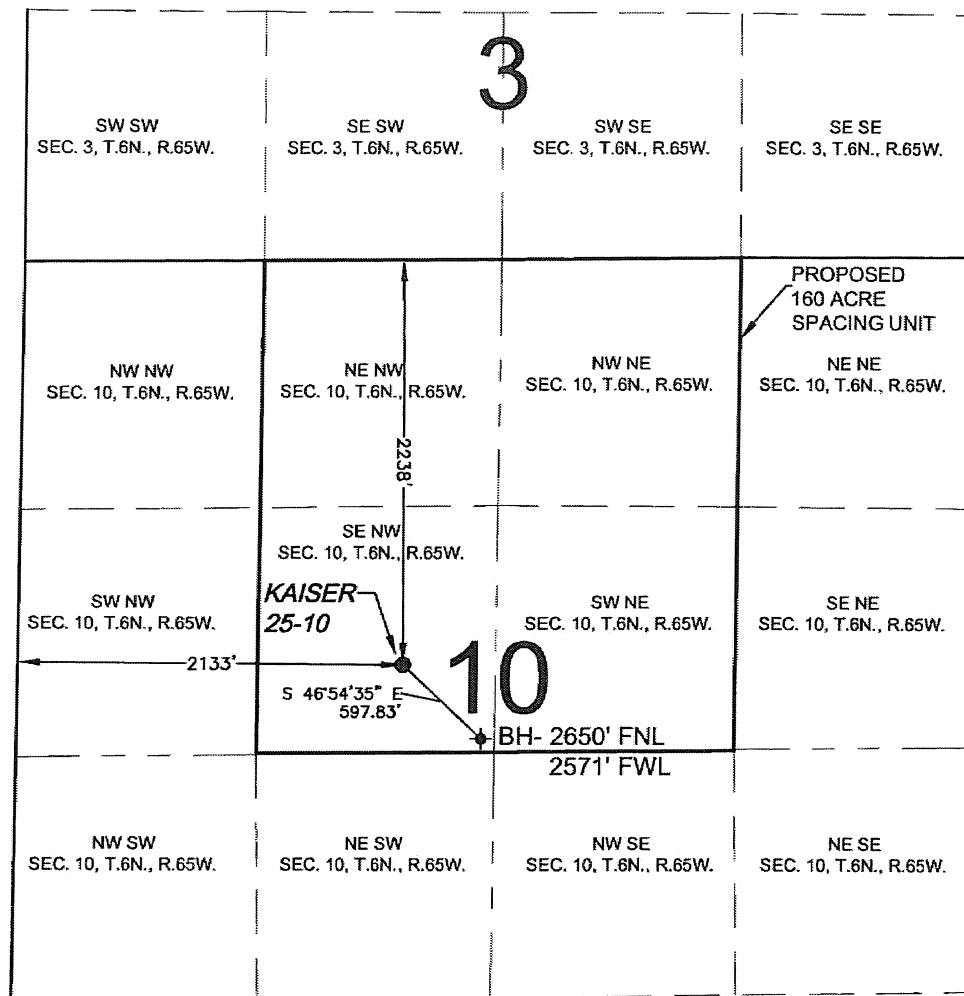 3
SW SW
SEC. 3, T.6N., R.65W.
SE SW
SEC. 3, T.6N., R.65W.
SW SE
SEC. 3, T.6N., R.65W.
SE SE
SEC. 3, T.6N., R.65W.
PROPOSED
160 ACRE
SPACING UNIT
NW NW
SEC. 10, T.6N., R.65W.
NE NW
SEC. 10, T.6N., R.65W.
NW NE
SEC. 10, T.6N., R.65W.
NE NE
SEC. 10, T.6N., R.65W.
2238'
SE NW
SEC. 10, T.6N., R.65W.
KAISER
25-10
SW NW
SEC. 10, T.6N., R.65W.
SW NE
SEC. 10, T.6N., R.65W.
SE NE
SEC. 10, T.6N., R.65W.
2133'
10
S 46°54'35" E
597.83'
BH- 2650' FNL
2571' FWL
NW SW
SEC. 10, T.6N., R.65W.
NE SW
SEC. 10, T.6N., R.65W.
NW SE
SEC. 10, T.6N., R.65W.
NE SE
SEC. 10, T.6N., R.65W.